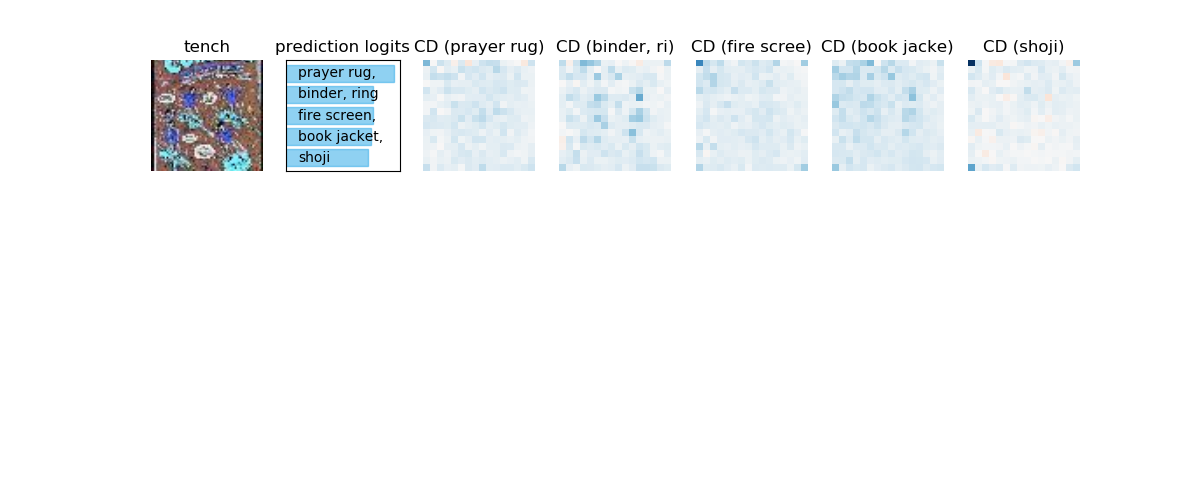 tench
prediction logits
CD (prayer rug)
CD (binder, ri)
CD (fire scree)
CD (book jacke)
CD (shoji)
prayer rug,
binder, ring
fire screen,
book jacket,
shoji